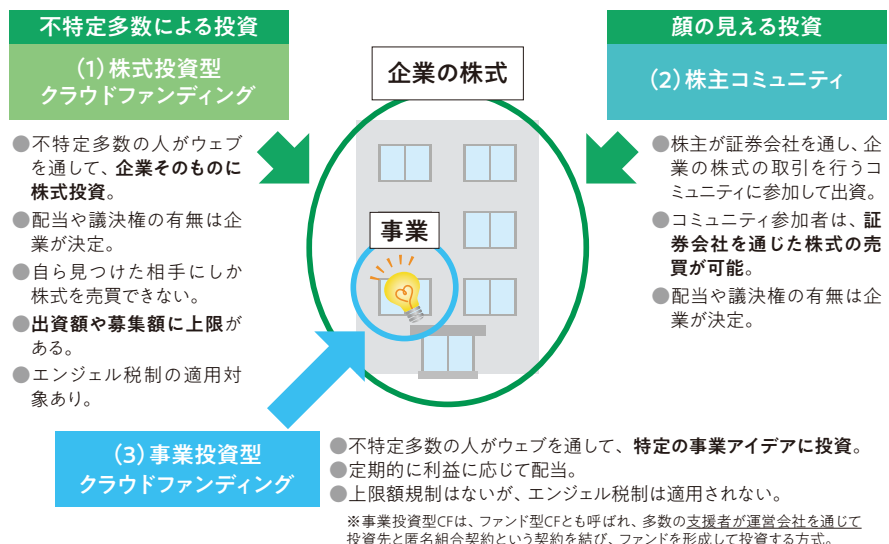 不特定多数による投資
(1)株式投資型
クラウドファンディング
●不特定多数の人がウェブ
を通して、企業そのものに
株式投資。
●配当や議決権の有無は企
業が決定。
●自ら見つけた相手にしか
株式を売買できない。
●出資額や募集額に上限が
ある。
●エンジェル税制の適用対
象あり。
企業の株式
事業
顔の見える投資
(2)株主コミュニティ
●株主が証券会社を通し、企
業の株式の取引を行うコ
ミュニティに参加して出資。
●コミュニティ参加者は、証
券会社を通じた株式の売
買が可能。
●配当や議決権の有無は企
業が決定。
(3)事業投資型
クラウドファンディング
●不特定多数の人がウェブを通して、特定の事業アイデアに投資。
●定期的に利益に応じて配当。
●上限額規制はないが、エンジェル税制は適用されない。
※事業投資型CFは、ファンド型CFとも呼ばれ、多数の支援者が運営会社を通じて
投資先と匿名組合契約という契約を結び、ファンドを形成して投資する方式。